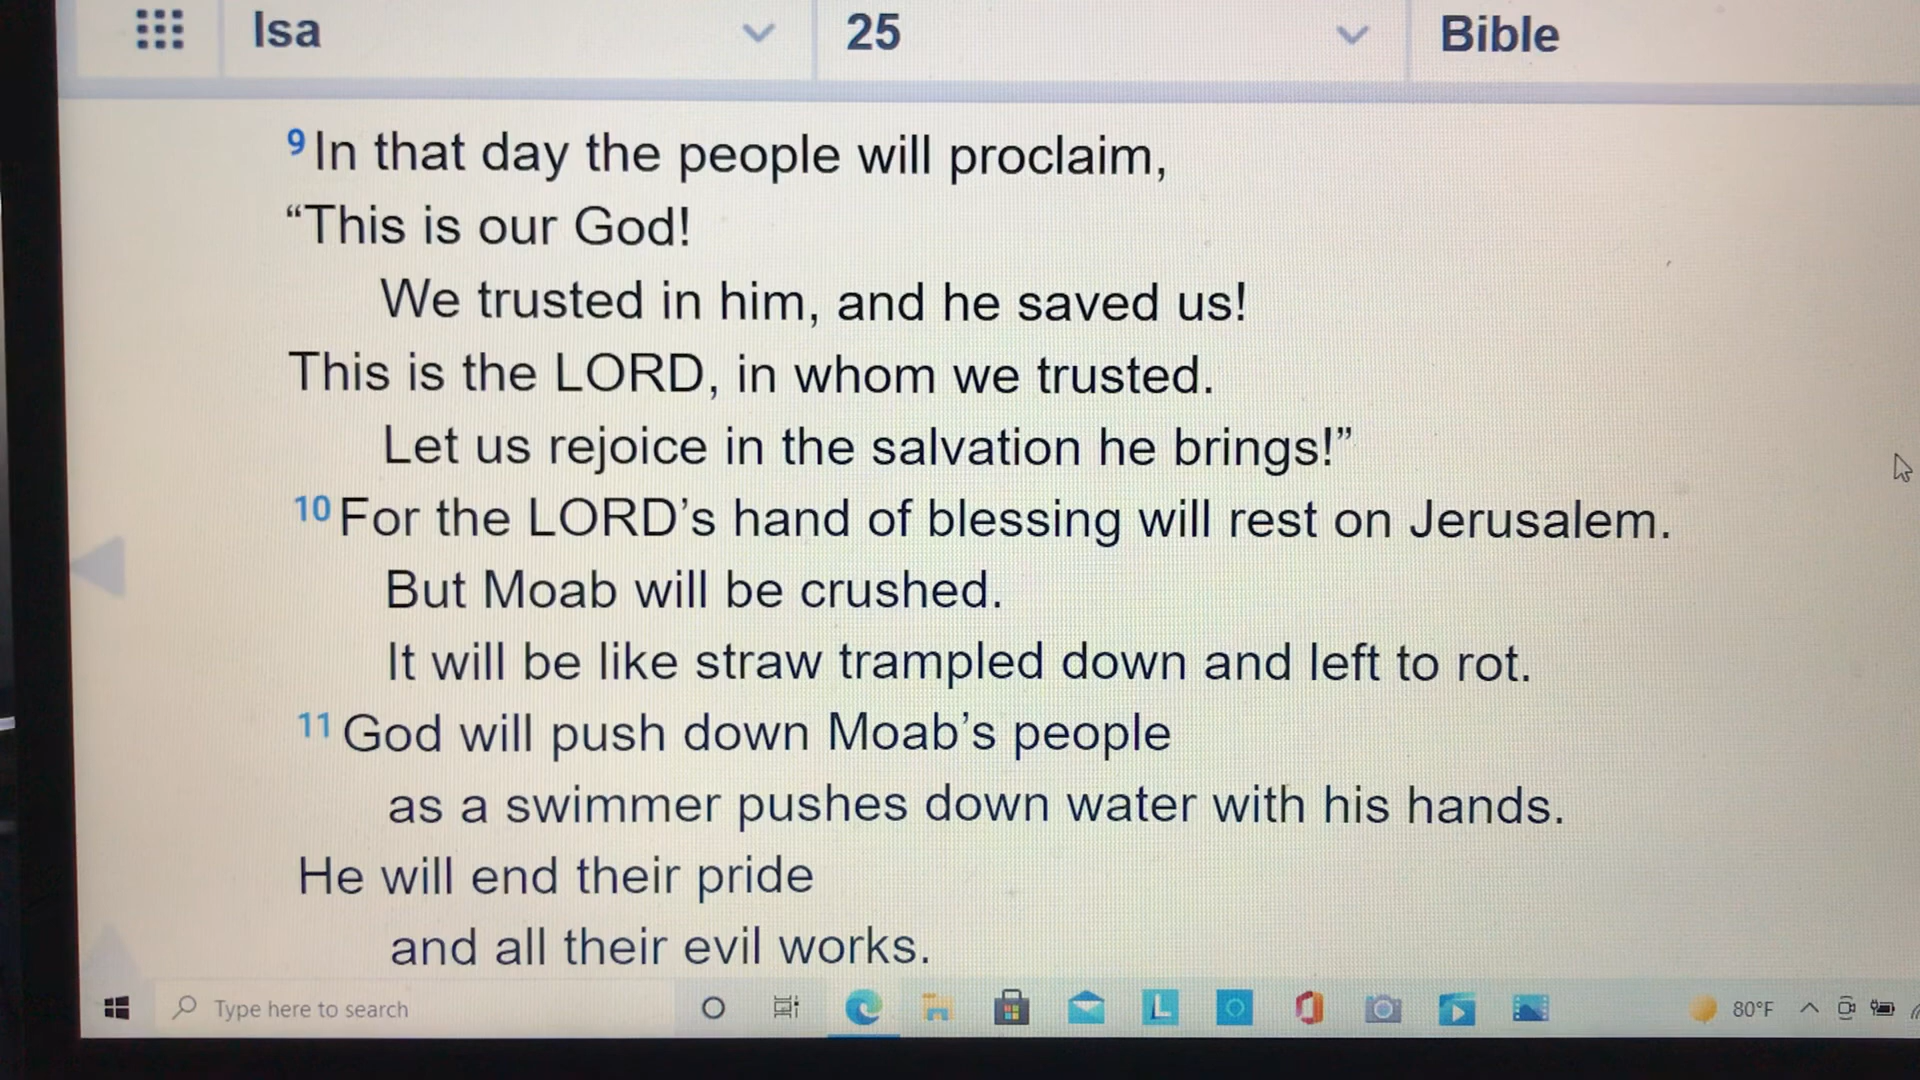 Isa 25 Bible
9 In that day the people will proclaim,
“This is our God!
We trusted in him, and he saved us!
This is the LORD, in whom we trusted.
Let us rejoice in the salvation he brings!”
10 For the LORD’s hand of blessing will rest on Jerusalem.
But Moab will be crushed.
It will be like straw trampled down and left to rot.
11 God will push down Moab’s people
as a swimmer pushes down water with his hands.
He will end their pride
and all their evil works.
Type here to search L 80°F